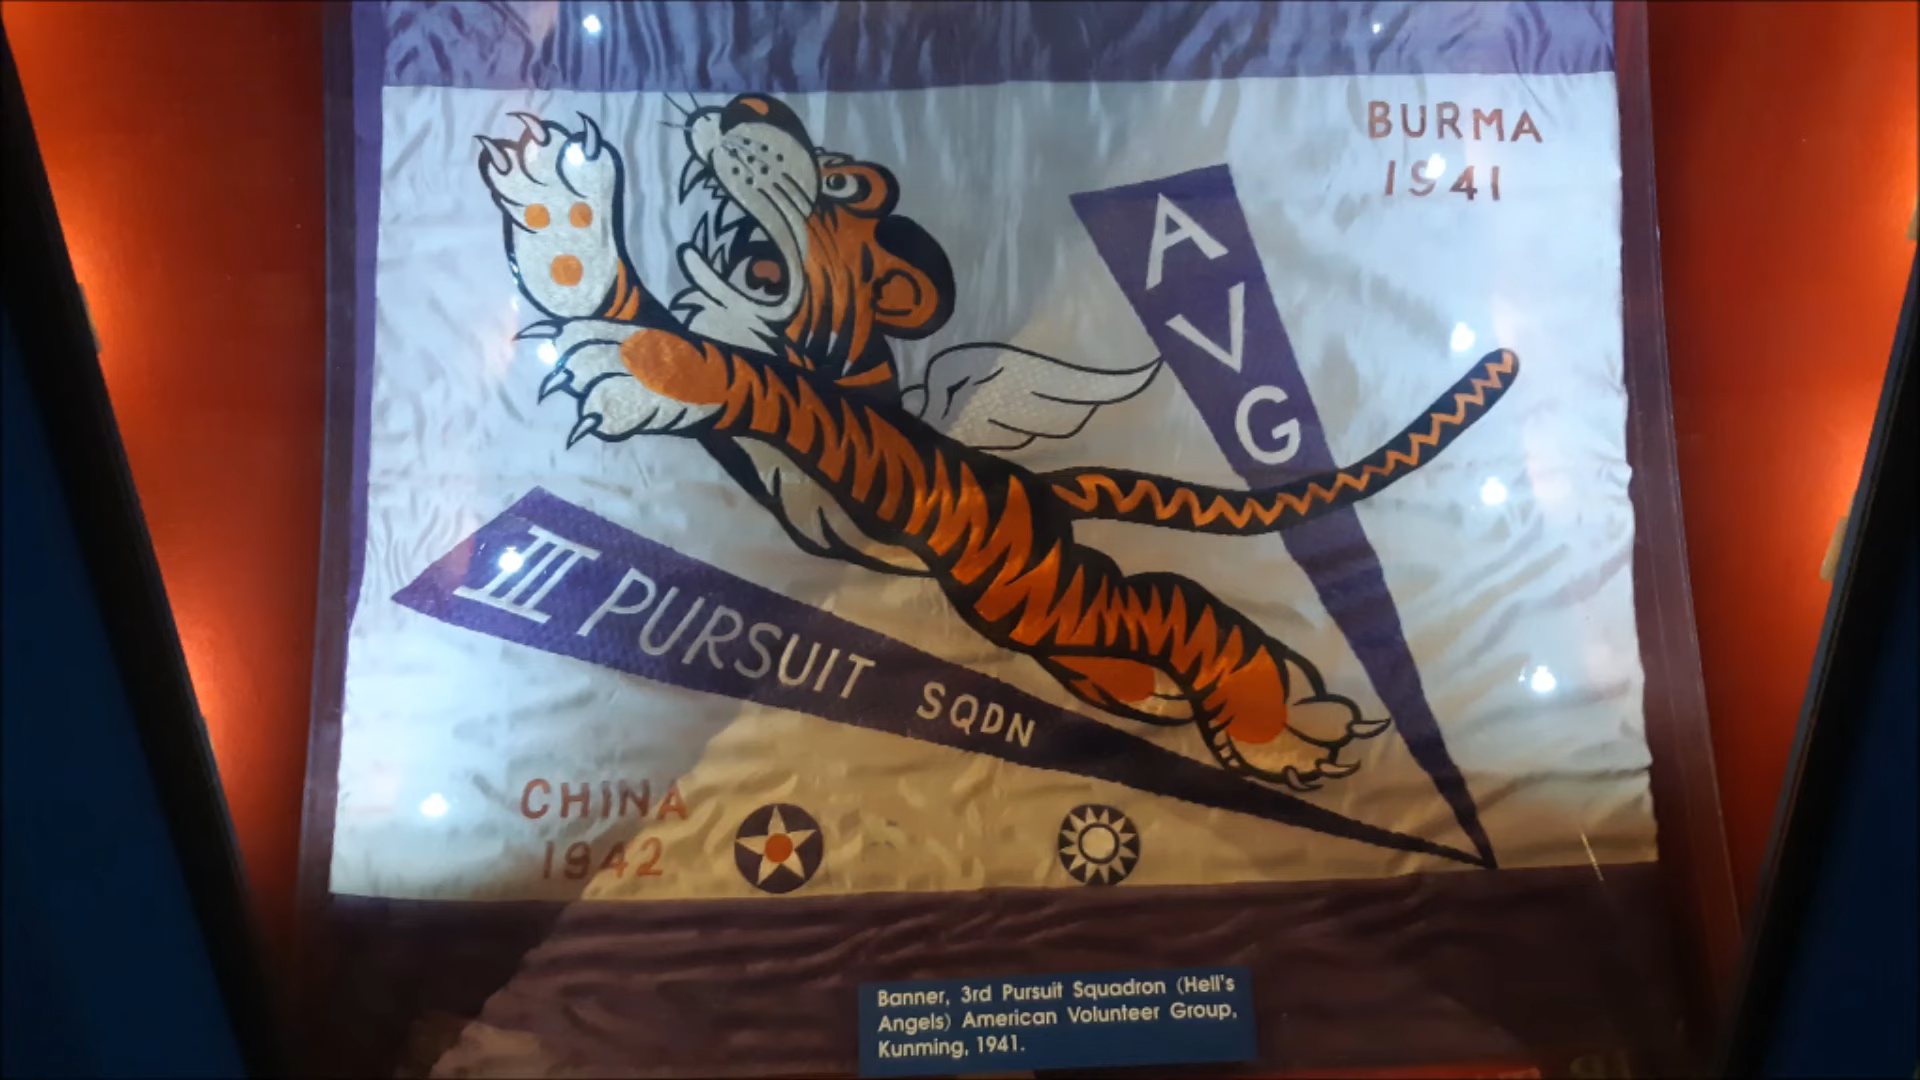 BURMA
1941
AVG
III PURSUIT SQDN
CHINA
1942
Banner, 3rd Pursuit Squadron (Hell's
Angels) American Volunteer Group,
Kunming, 1941.